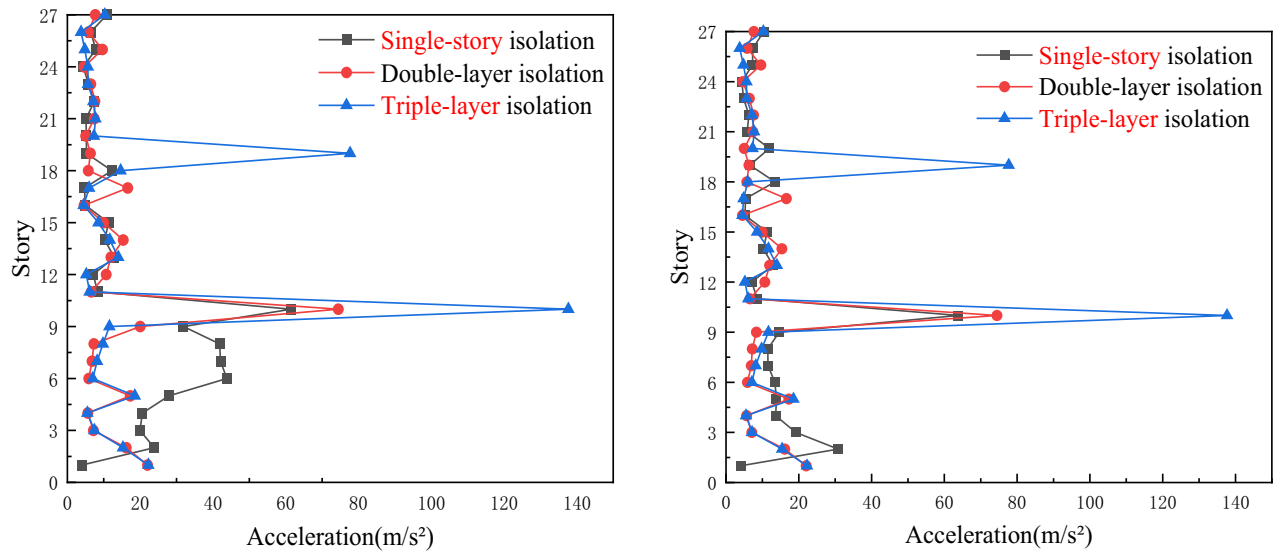 27
24
21
18
15
12
9
6
3
0
Story
Single-story isolation
Double-layer isolation
Triple-layer isolation
0 20 40 60 80 100 120 140
Acceleration(m/s²)
27
24
21
18
15
12
9
6
3
0
Story
Single-story isolation
Double-layer isolation
Triple-layer isolation
0 20 40 60 80 100 120 140
Acceleration(m/s²)